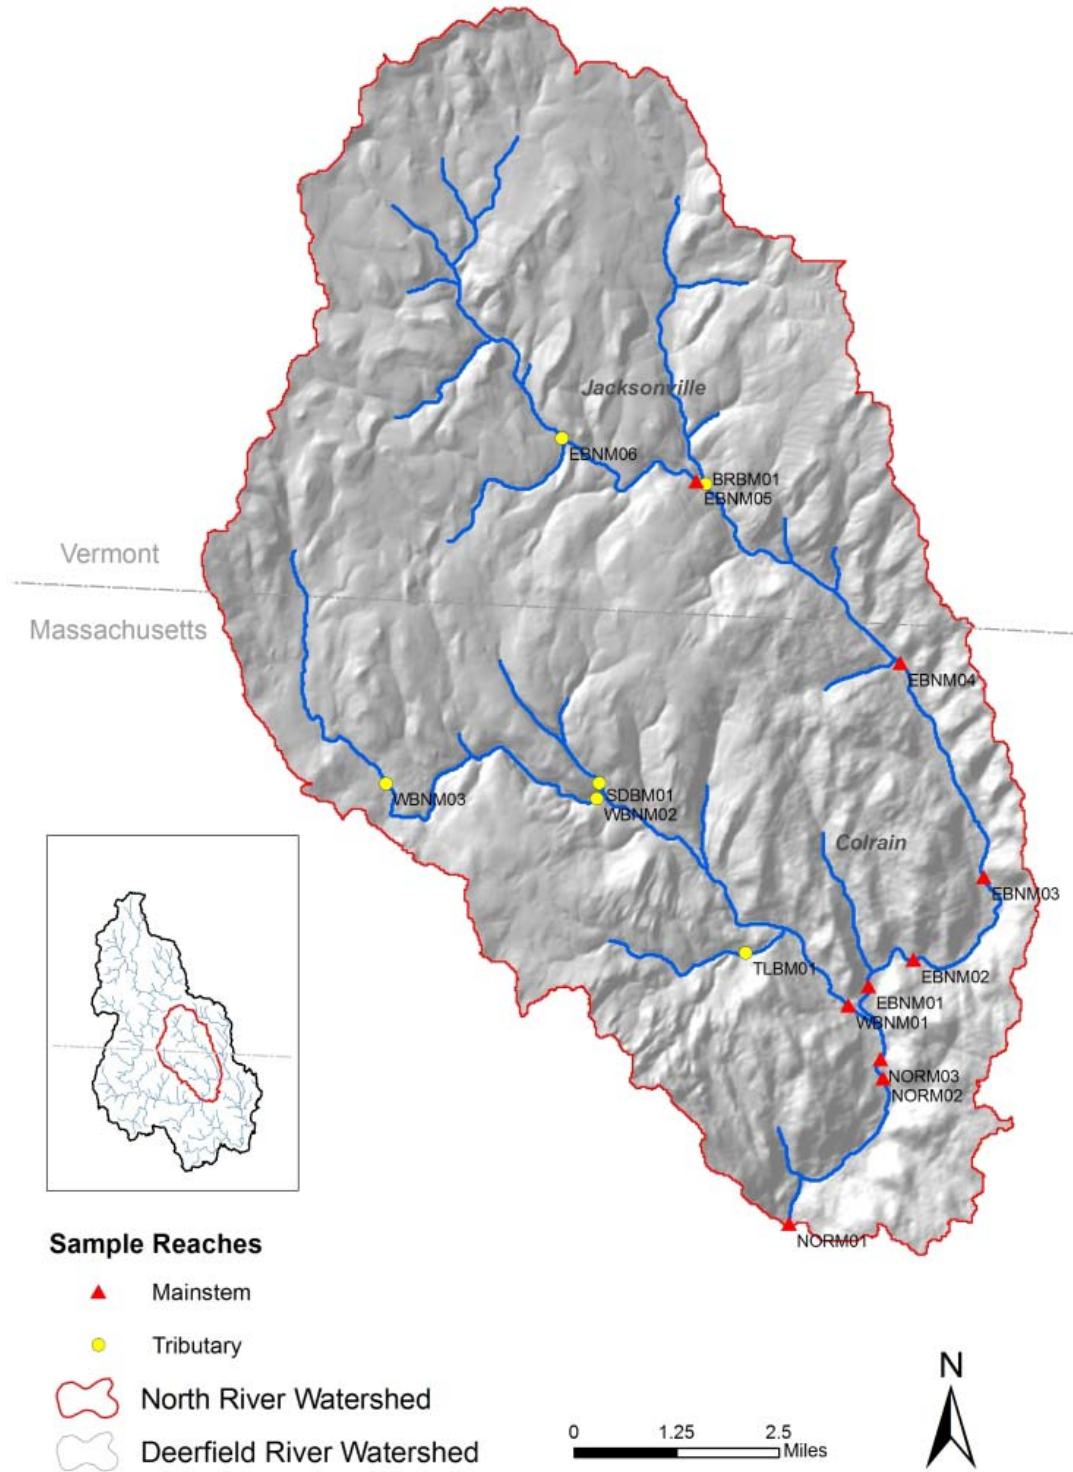 Jacksonville
EBNM06
BRBM01
EBNM05
Vermont
Massachusetts
EBNM04
WBNM03
SDBM01
WBNM02
Colrain
EBNM03
TLBM01
EBNM02
EBNM01
WBNM01
NORM03
NORM02
NORM01
Sample Reaches
Mainstem
Tributary
North River Watershed
Deerfield River Watershed
0 1.25 2.5
Miles
N